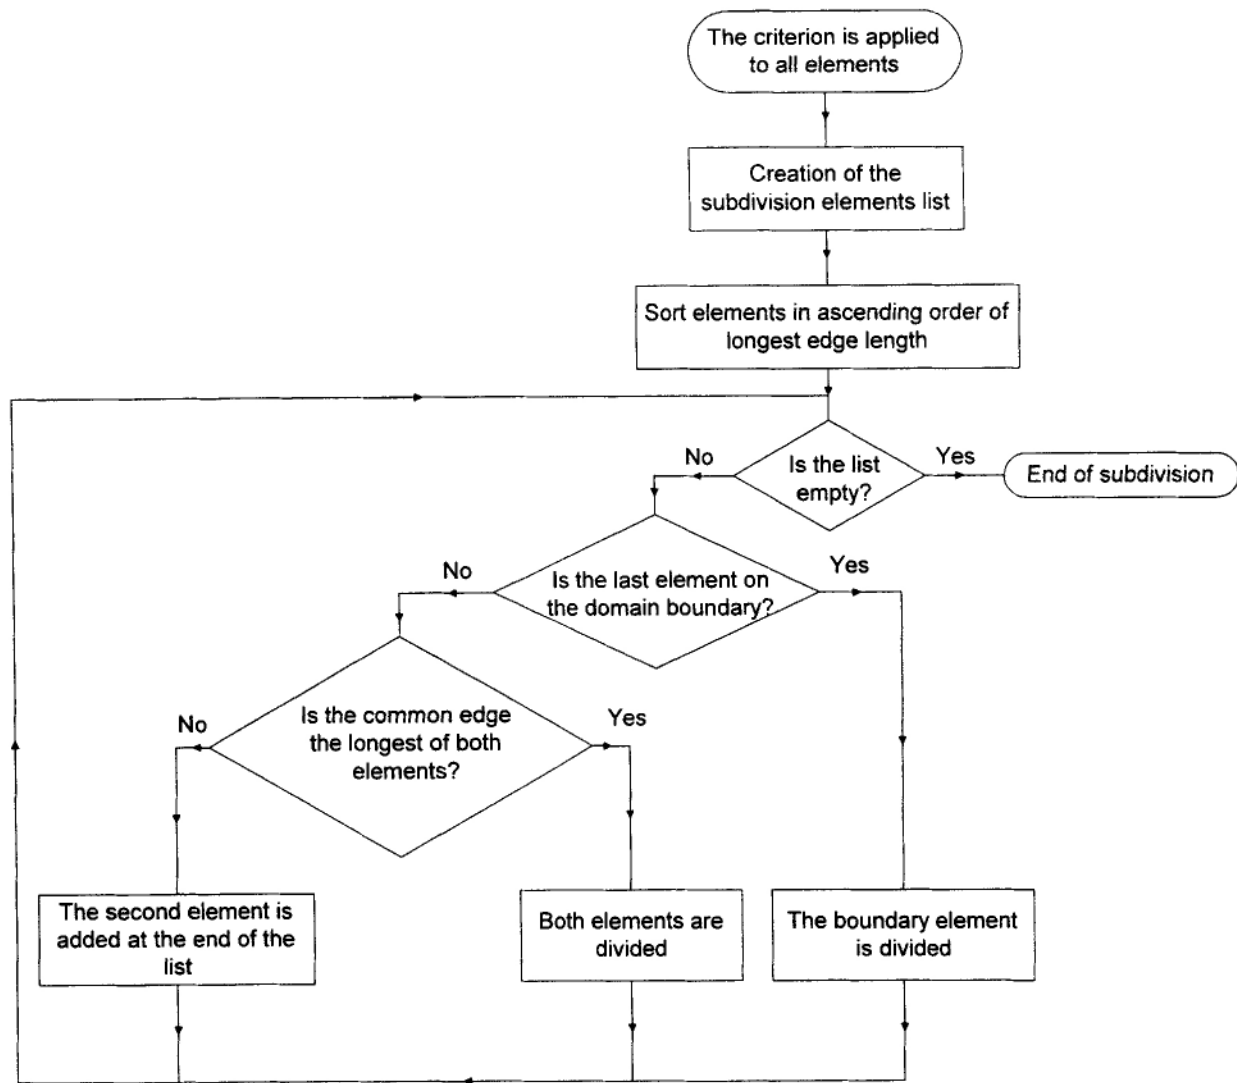 The criterion is applied
to all elements
Creation of the
subdivision elements list
Sort elements in ascending order of
longest edge length
Is the list
empty?
No
Yes
End of subdivision
Is the last element on
the domain boundary?
No
Yes
Is the common edge
the longest of both
elements?
No
Yes
The second element is
added at the end of the
list
Both elements are
divided
The boundary element
is divided